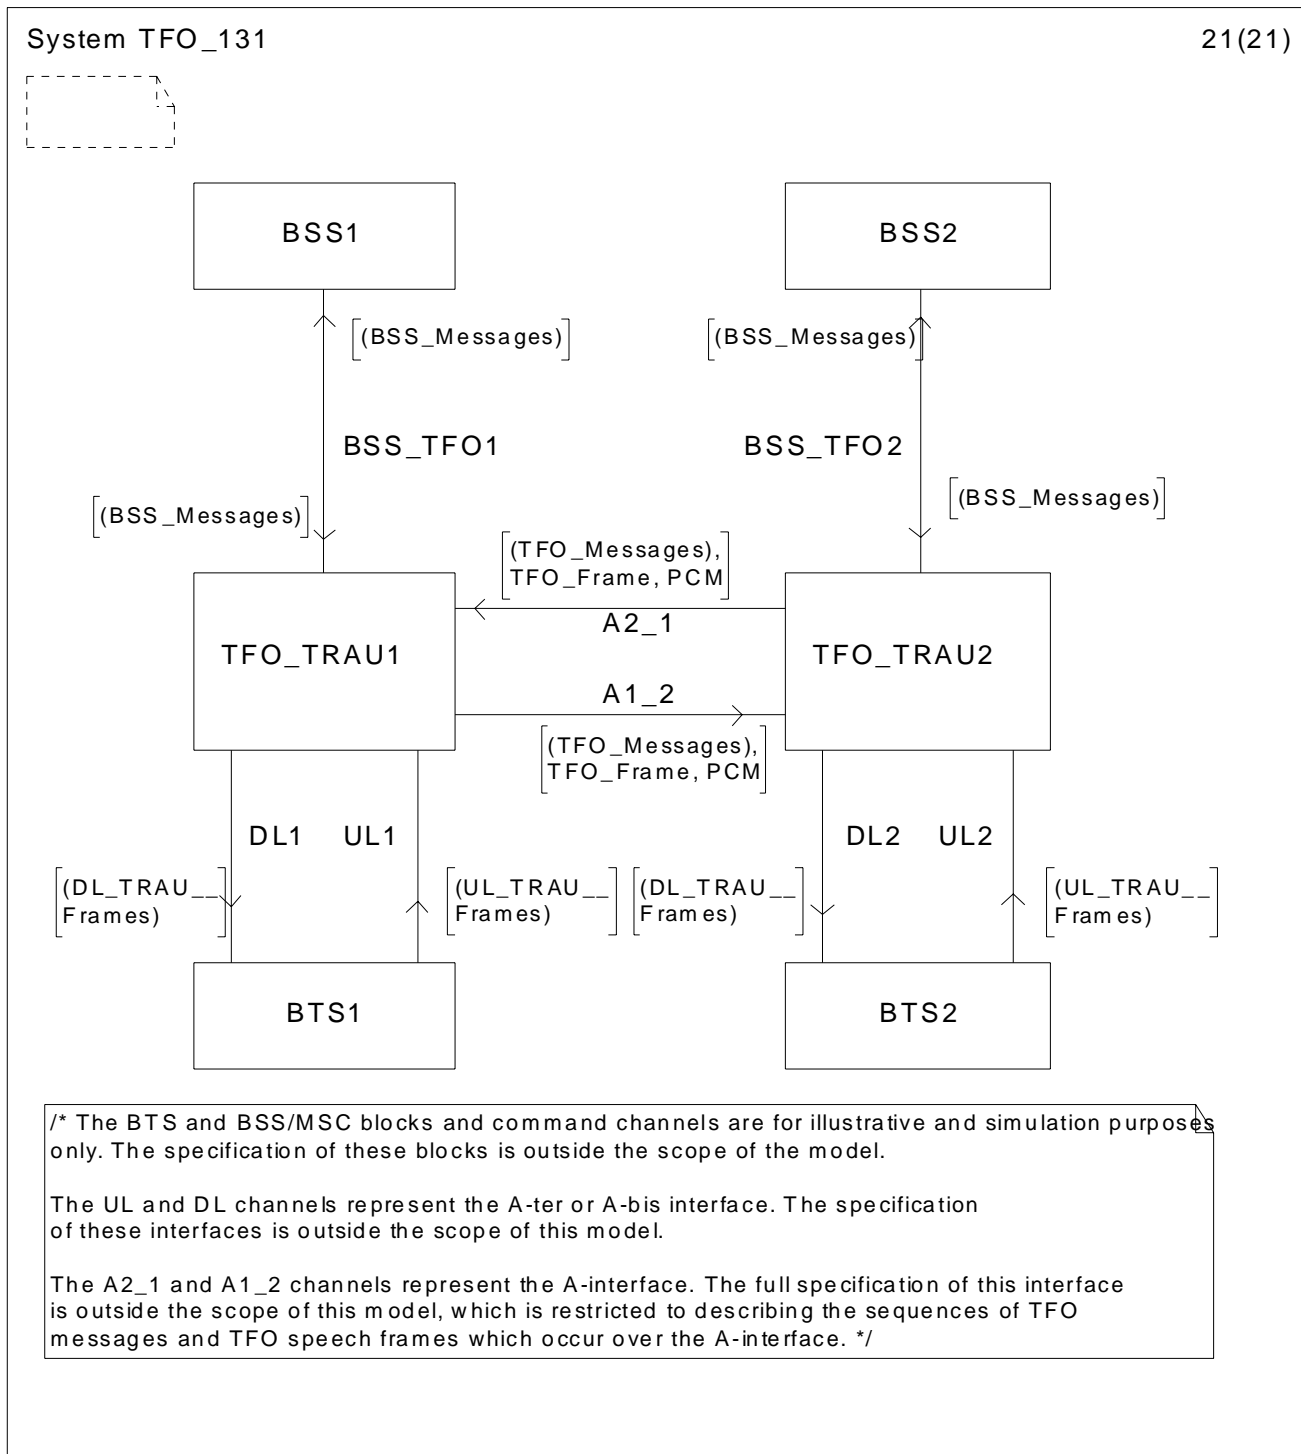 System TFO_131
21(21)
BSS1
BSS2
(BSS_Messages)
(BSS_Messages)
BSS_TFO1
BSS_TFO2
(BSS_Messages)
(BSS_Messages)
(TFO_Messages),
TFO_Frame, PCM
A2_1
TFO_TRAU1
TFO_TRAU2
A1_2
(TFO_Messages),
TFO_Frame, PCM
DL1
UL1
DL2
UL2
(DL_TRAU__
Frames)
(UL_TRAU__
Frames)
(DL_TRAU__
Frames)
(UL_TRAU__
Frames)
BTS1
BTS2
/* The BTS and BSS/MSC blocks and command channels are for illustrative and simulation purposes
only. The specification of these blocks is outside the scope of the model.
The UL and DL channels represent the A-ter or A-bis interface. The specification
of these interfaces is outside the scope of this model.
The A2_1 and A1_2 channels represent the A-interface. The full specification of this interface
is outside the scope of this model, which is restricted to describing the sequences of TFO
messages and TFO speech frames which occur over the A-interface. */